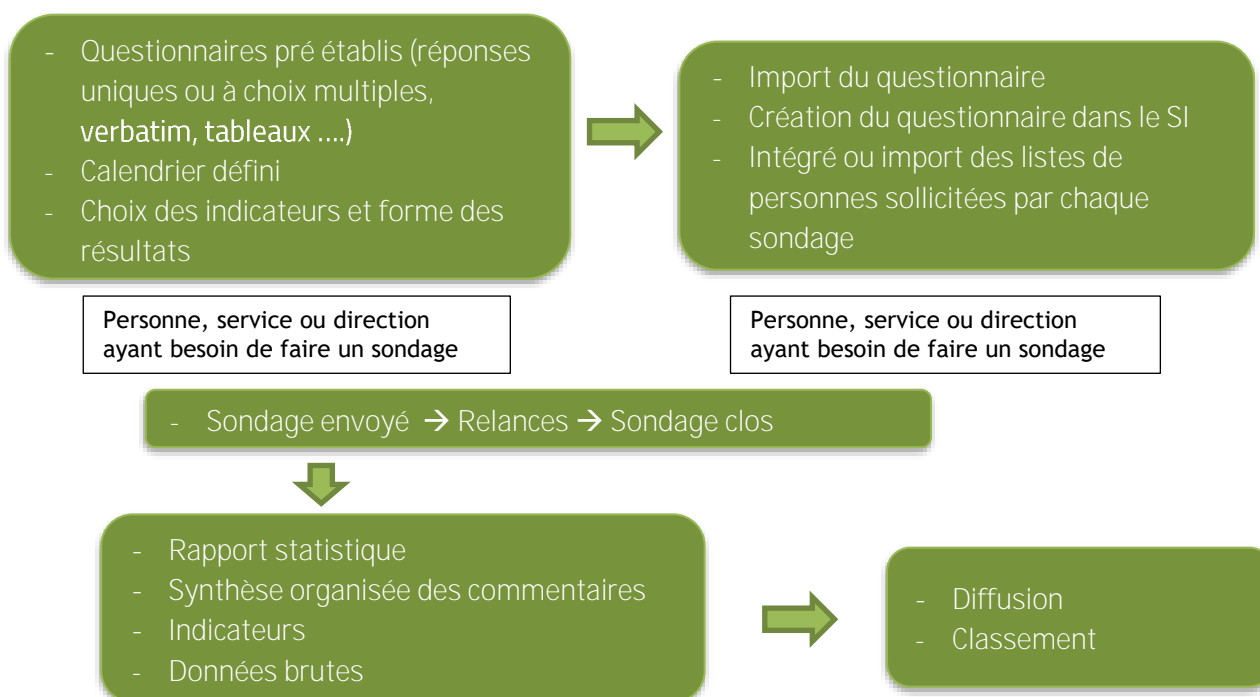 - Questionnaires pré établis (réponses
uniques ou à choix multiples,
verbatim, tableaux ....)
- Calendrier défini
- Choix des indicateurs et forme des
résultats
- Import du questionnaire
- Création du questionnaire dans le SI
- Intégré ou import des listes de
personnes sollicitées par chaque
sondage
Personne, service ou direction
ayant besoin de faire un sondage
Personne, service ou direction
ayant besoin de faire un sondage
- Sondage envoyé → Relances → Sondage clos
- Rapport statistique
- Synthèse organisée des commentaires
- Indicateurs
- Données brutes
- Diffusion
- Classement